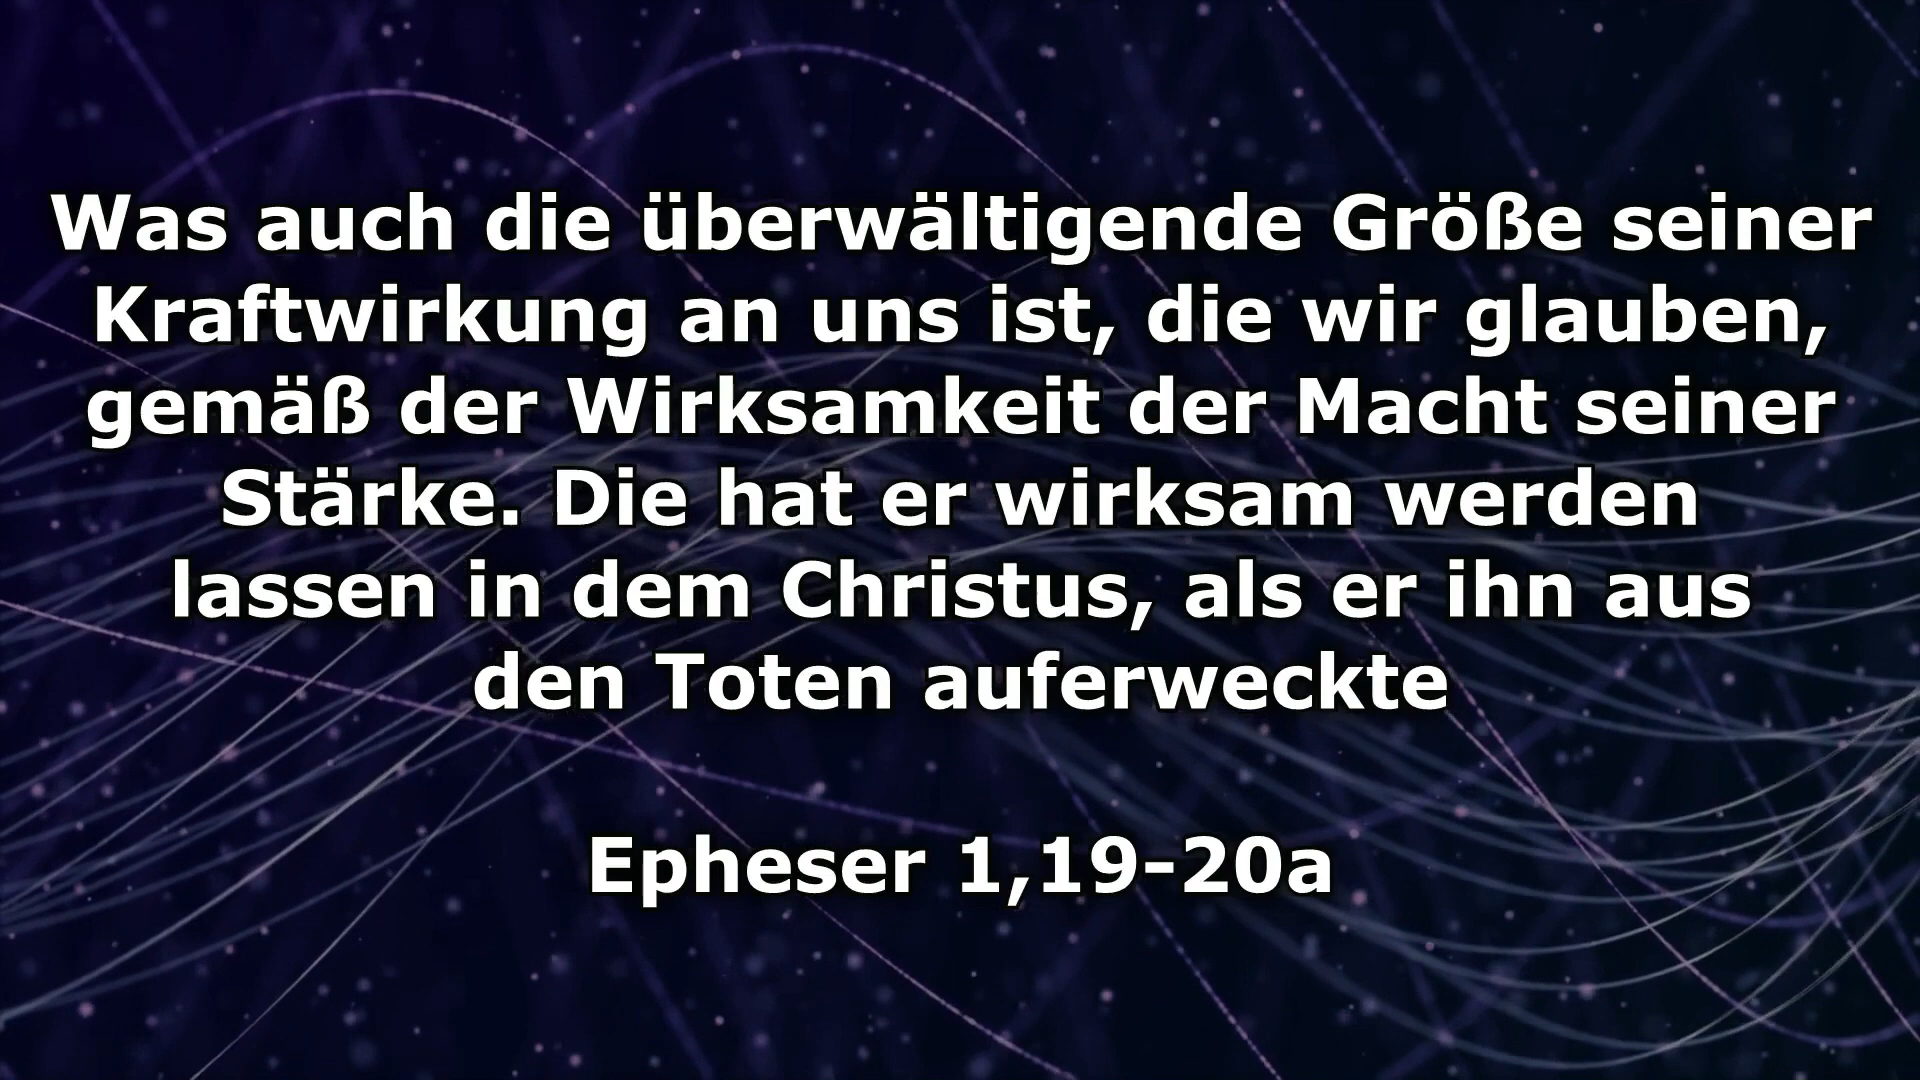 Was auch die überwältigende Größe seiner
Kraftwirkung an uns ist, die wir glauben,
gemäß der Wirksamkeit der Macht seiner
Stärke. Die hat er wirksam werden
lassen in dem Christus, als er ihn aus
den Toten auferweckte
Epheser 1,19-20a